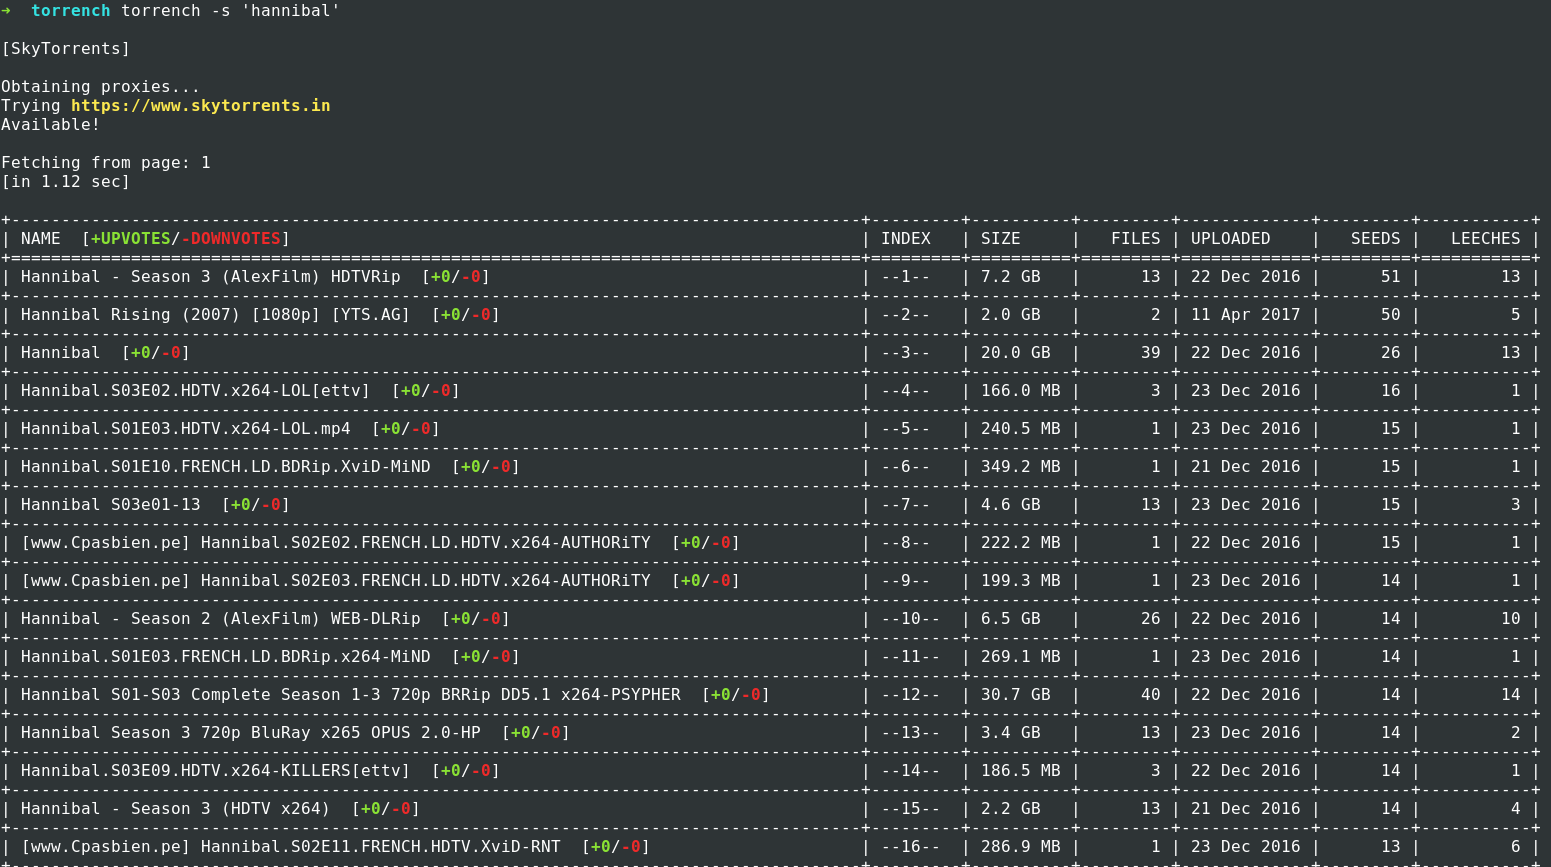 ➜ torrench torrench -s 'hannibal'
[SkyTorrents]
Obtaining proxies...
Trying https://www.skytorrents.in
Available!
Fetching from page: 1
[in 1.12 sec]
| NAME [+UPVOTES/-DOWNVOTES] | INDEX | SIZE | FILES | UPLOADED | SEEDS | LEECHES |
| Hannibal - Season 3 (AlexFilm) HDTVRip [+0/-0] | --1-- | 7.2 GB | 13 | 22 Dec 2016 | 51 | 13 |
| Hannibal Rising (2007) [1080p] [YTS.AG] [+0/-0] | --2-- | 2.0 GB | 2 | 11 Apr 2017 | 50 | 5 |
| Hannibal [+0/-0] | --3-- | 20.0 GB | 39 | 22 Dec 2016 | 26 | 13 |
| Hannibal.S03E02.HDTV.x264-LOL[ettv] [+0/-0] | --4-- | 166.0 MB | 3 | 23 Dec 2016 | 16 | 1 |
| Hannibal.S01E03.HDTV.x264-LOL.mp4 [+0/-0] | --5-- | 240.5 MB | 1 | 23 Dec 2016 | 15 | 1 |
| Hannibal.S01E10.FRENCH.LD.BDRip.XviD-MiND [+0/-0] | --6-- | 349.2 MB | 1 | 21 Dec 2016 | 15 | 1 |
| Hannibal S03e01-13 [+0/-0] | --7-- | 4.6 GB | 13 | 23 Dec 2016 | 15 | 3 |
| [www.Cpasbien.pe] Hannibal.S02E02.FRENCH.LD.HDTV.x264-AUTHORiTY [+0/-0] | --8-- | 222.2 MB | 1 | 22 Dec 2016 | 15 | 1 |
| [www.Cpasbien.pe] Hannibal.S02E03.FRENCH.LD.HDTV.x264-AUTHORiTY [+0/-0] | --9-- | 199.3 MB | 1 | 23 Dec 2016 | 14 | 1 |
| Hannibal - Season 2 (AlexFilm) WEB-DLRip [+0/-0] | --10-- | 6.5 GB | 26 | 22 Dec 2016 | 14 | 10 |
| Hannibal.S01E03.FRENCH.LD.BDRip.x264-MiND [+0/-0] | --11-- | 269.1 MB | 1 | 23 Dec 2016 | 14 | 1 |
| Hannibal S01-S03 Complete Season 1-3 720p BRRip DD5.1 x264-PSYPHER [+0/-0] | --12-- | 30.7 GB | 40 | 22 Dec 2016 | 14 | 14 |
| Hannibal Season 3 720p BluRay x265 OPUS 2.0-HP [+0/-0] | --13-- | 3.4 GB | 13 | 23 Dec 2016 | 14 | 2 |
| Hannibal.S03E09.HDTV.x264-KILLERS[ettv] [+0/-0] | --14-- | 186.5 MB | 3 | 22 Dec 2016 | 14 | 1 |
| Hannibal - Season 3 (HDTV x264) [+0/-0] | --15-- | 2.2 GB | 13 | 21 Dec 2016 | 14 | 4 |
| [www.Cpasbien.pe] Hannibal.S02E11.FRENCH.HDTV.XviD-RNT [+0/-0] | --16-- | 286.9 MB | 1 | 23 Dec 2016 | 13 | 6 |